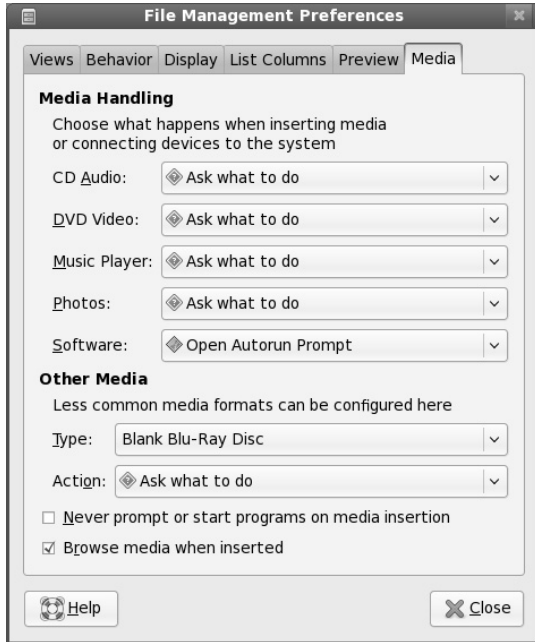 File Management Preferences
Views Behavior Display List Columns Preview Media
Media Handling
Choose what happens when inserting media
or connecting devices to the system
CD Audio: Ask what to do
DVD Video: Ask what to do
Music Player: Ask what to do
Photos: Ask what to do
Software: Open Autorun Prompt
Other Media
Less common media formats can be configured here
Type: Blank Blu-Ray Disc
Action: Ask what to do
Never prompt or start programs on media insertion
Browse media when inserted
Help Close